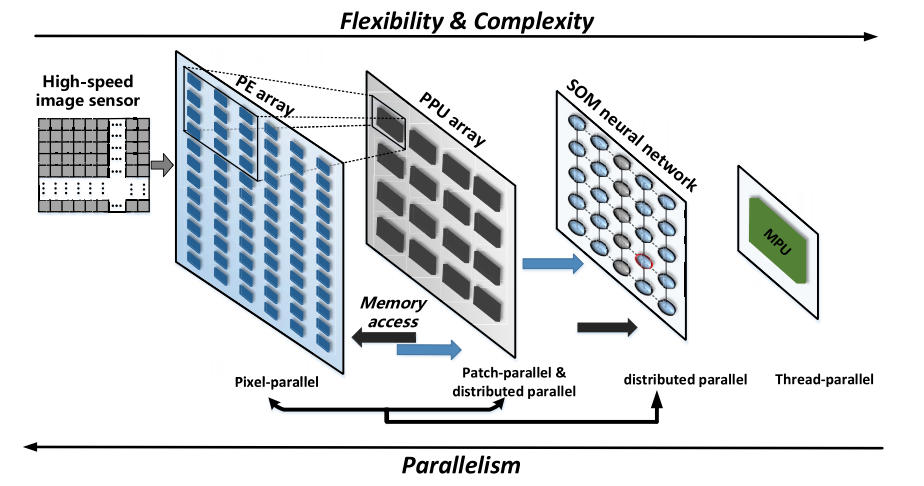 Flexibility & Complexity
High-speed
image sensor
PE array
PPU array
SOM neural network
MPU
Memory
access
Pixel-parallel
Patch-parallel &
distributed parallel
distributed parallel
Thread-parallel
Parallelism